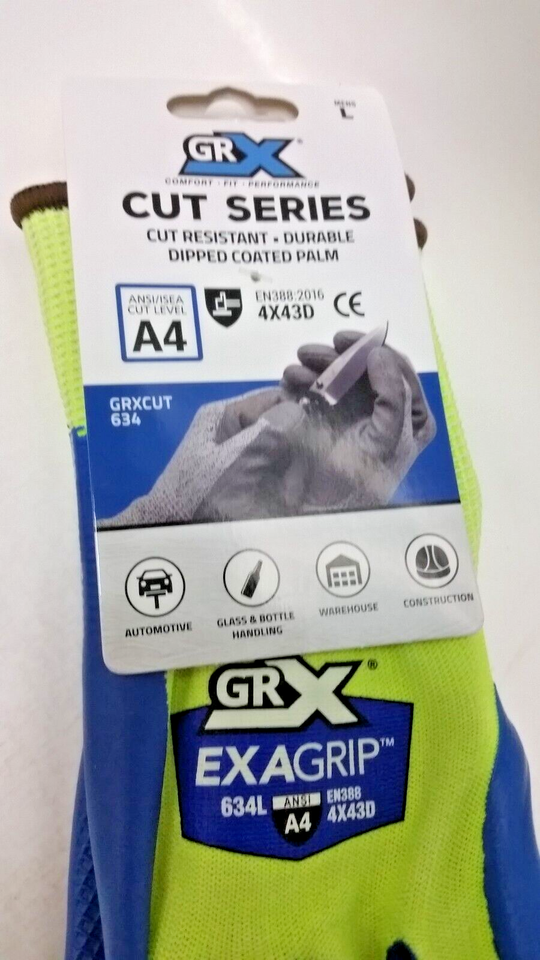 MENS
L
GRX®
COMFORT - FIT - PERFORMANCE
CUT SERIES
CUT RESISTANT • DURABLE
DIPPED COATED PALM
ANSI/ISEA
CUT LEVEL
A4
EN388:2016
4X43D
CE
GRXCUT
634
AUTOMOTIVE
GLASS & BOTTLE
HANDLING
WAREHOUSE
CONSTRUCTION
GRX®
EXAGRIP™
634L
ANSI
A4
EN388
4X43D